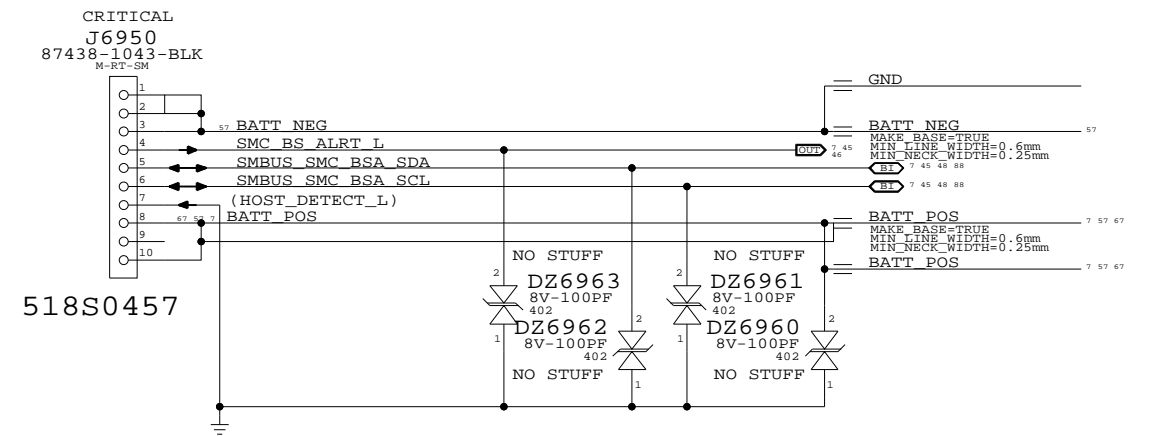 CRITICAL
J6950
87438-1043-BLK
M-RT-SM
1
2
3
4
5
6
7
8
9
10
518S0457
57 BATT_NEG
SMC_BS_ALRT_L
SMBUS_SMC_BSA_SDA
SMBUS_SMC_BSA_SCL
(HOST_DETECT_L)
67 57 7 BATT_POS
GND
BATT_NEG 57
MAKE_BASE=TRUE
MIN_LINE_WIDTH=0.6mm
MIN_NECK_WIDTH=0.25mm
OUT 7 45
46
BI 7 45 48 88
BI 7 45 48 88
BATT_POS 7 57 67
MAKE_BASE=TRUE
MIN_LINE_WIDTH=0.6mm
MIN_NECK_WIDTH=0.25mm
BATT_POS 7 57 67
NO STUFF
2
DZ6963
8V-100PF
402
1
2
DZ6962
8V-100PF
402
NO STUFF
1
NO STUFF
2
DZ6961
8V-100PF
402
1
2
DZ6960
8V-100PF
402
NO STUFF
1